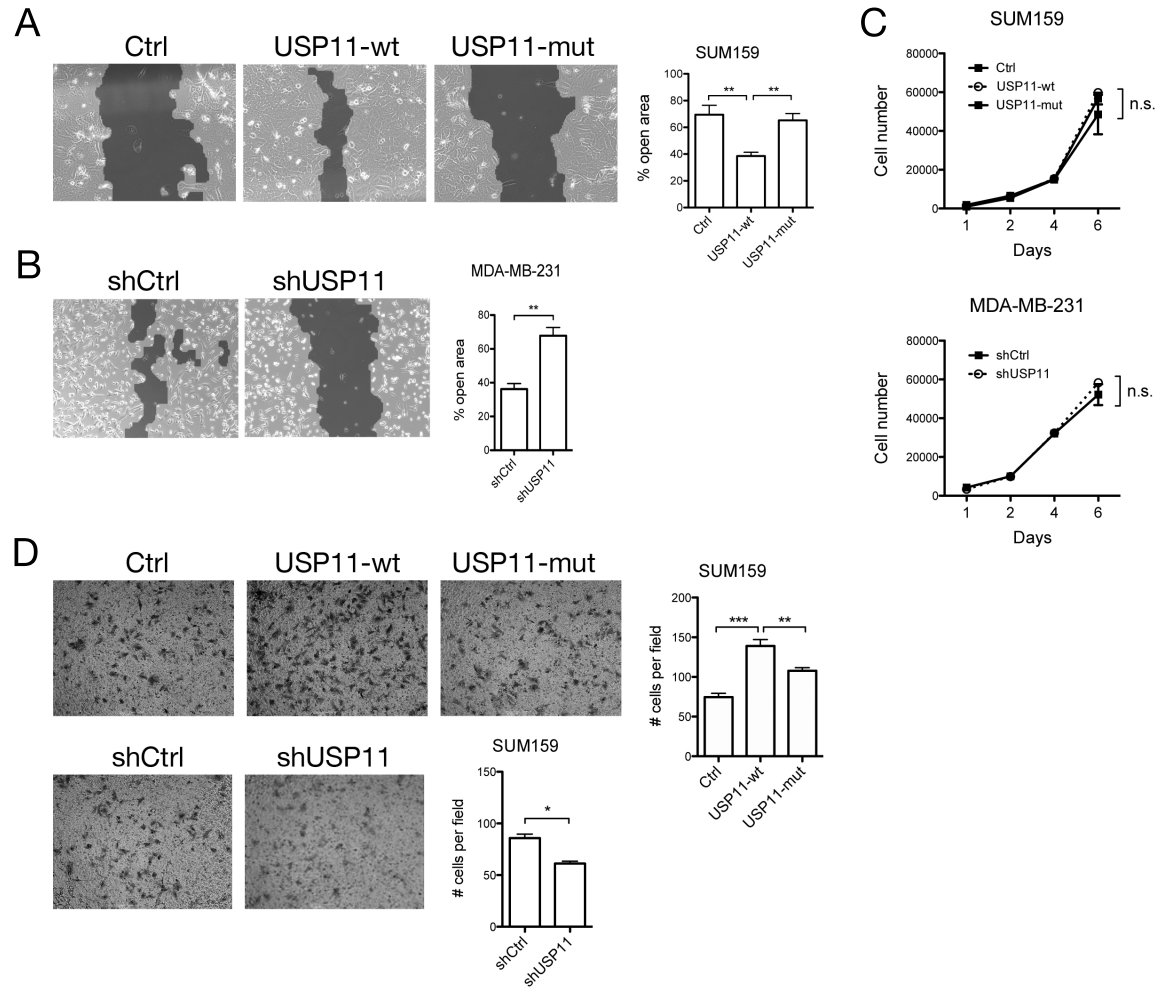 A
Ctrl
USP11-wt
USP11-mut
SUM159
% open area
100
80
60
40
20
0
**
**
Ctrl
USP11-wt
USP11-mut
B
shCtrl
shUSP11
MDA-MB-231
% open area
80
60
40
20
0
**
shCtrl
shUSP11
C
SUM159
Cell number
80000
60000
40000
20000
0
Ctrl
USP11-wt
USP11-mut
n.s.
1 2 4 6
Days
MDA-MB-231
Cell number
80000
60000
40000
20000
0
shCtrl
shUSP11
n.s.
1 2 4 6
Days
D
Ctrl
USP11-wt
USP11-mut
SUM159
# cells per field
200
150
100
50
0
***
**
Ctrl
USP11-wt
USP11-mut
shCtrl
shUSP11
SUM159
# cells per field
150
100
50
0
*
shCtrl
shUSP11